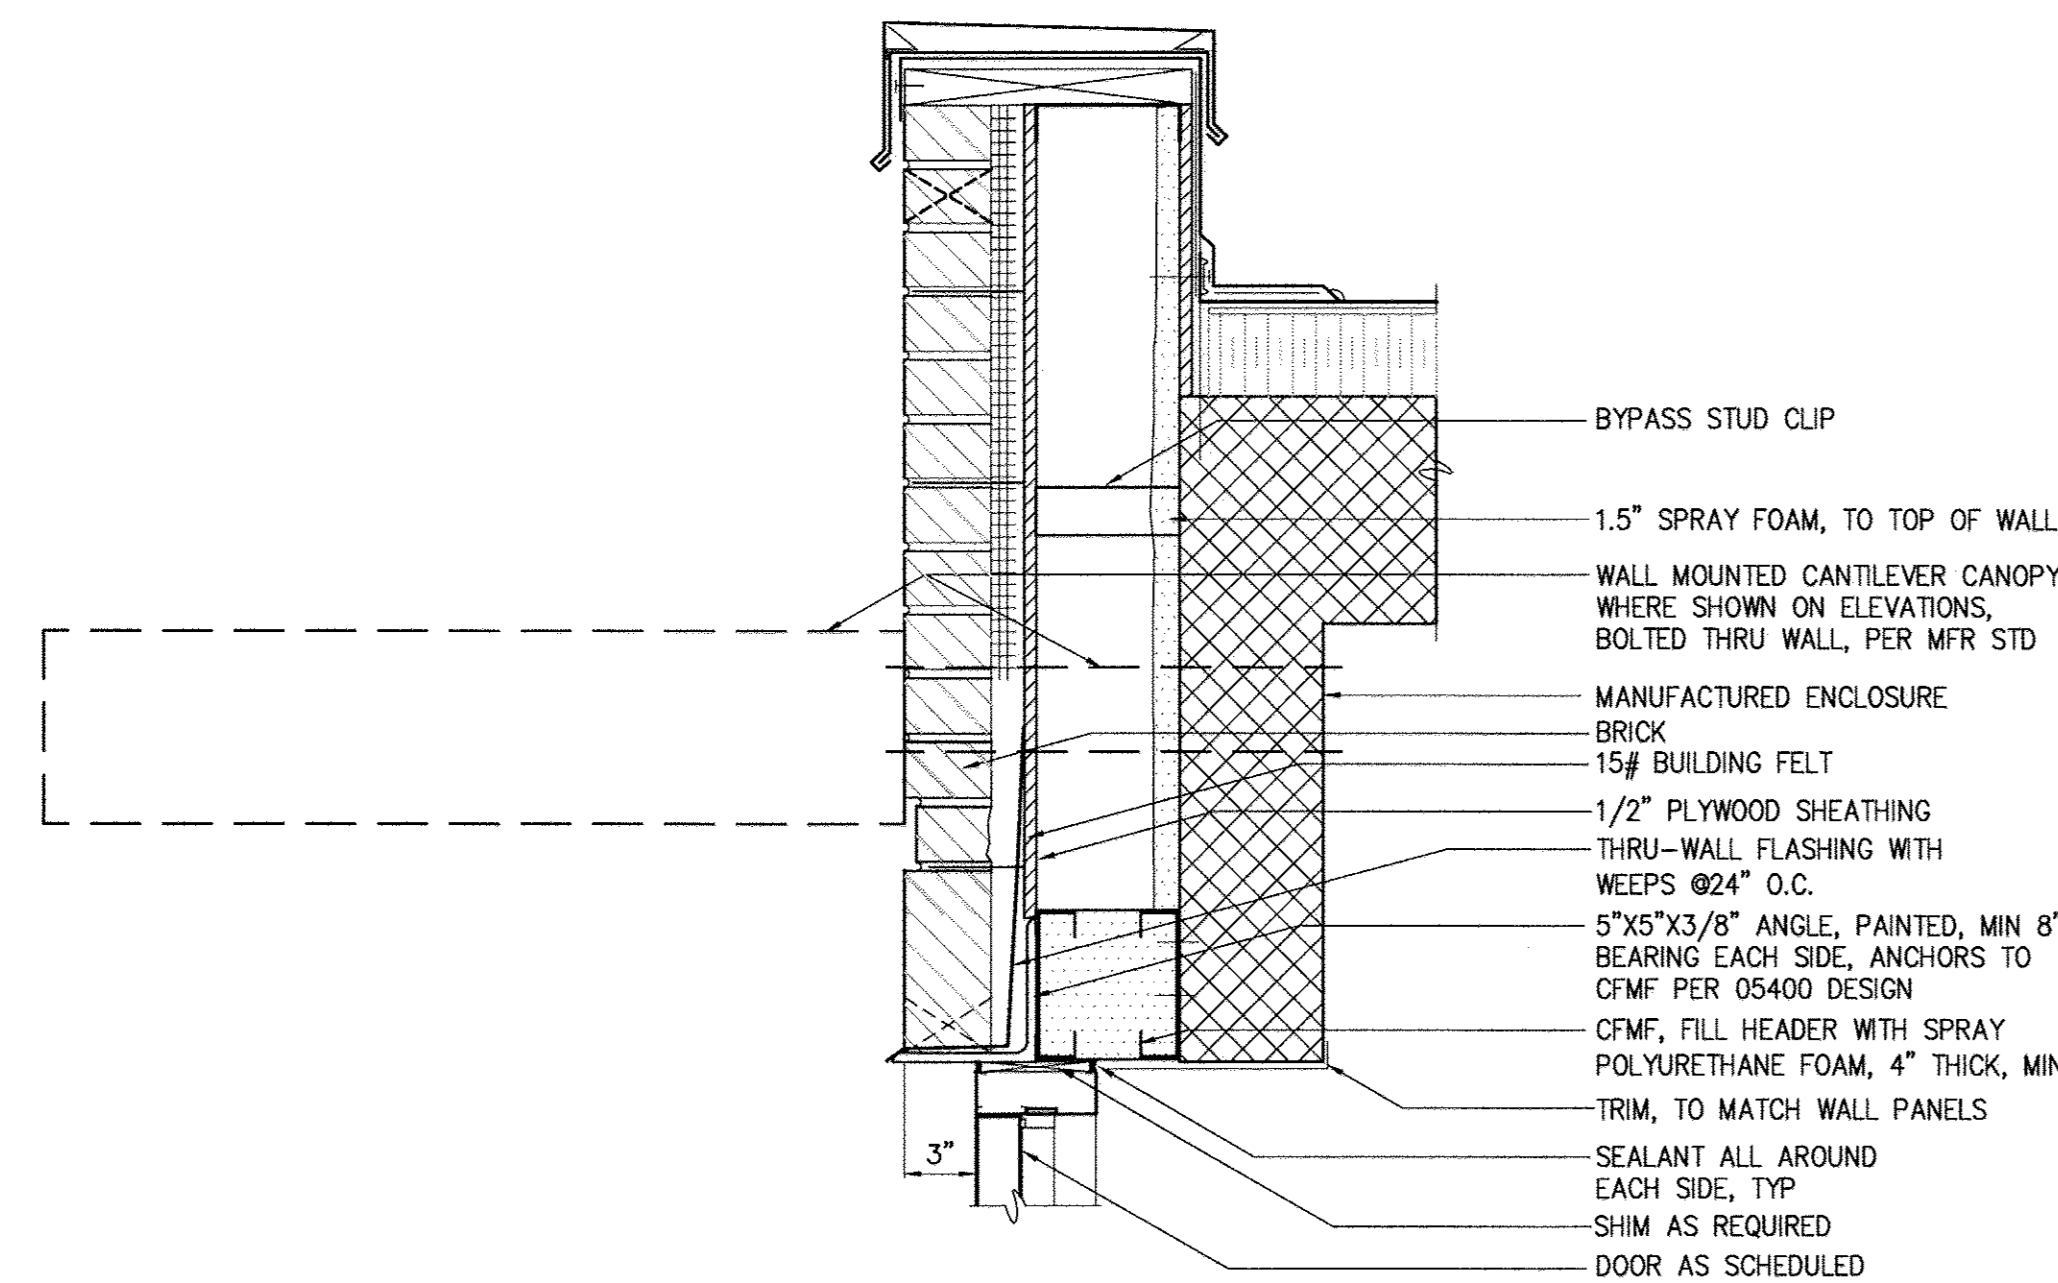 BYPASS STUD CLIP
1.5" SPRAY FOAM, TO TOP OF WALL
WALL MOUNTED CANTILEVER CANOPY
WHERE SHOWN ON ELEVATIONS,
BOLTED THRU WALL, PER MFR STD
MANUFACTURED ENCLOSURE
BRICK
15# BUILDING FELT
1/2" PLYWOOD SHEATHING
THRU-WALL FLASHING WITH
WEEPS @24" O.C.
5"X5"X3/8" ANGLE, PAINTED, MIN 8"
BEARING EACH SIDE, ANCHORS TO
CFMF PER 05400 DESIGN
CFMF, FILL HEADER WITH SPRAY
POLYURETHANE FOAM, 4" THICK, MIN
TRIM, TO MATCH WALL PANELS
3"
SEALANT ALL AROUND
EACH SIDE, TYP
SHIM AS REQUIRED
DOOR AS SCHEDULED